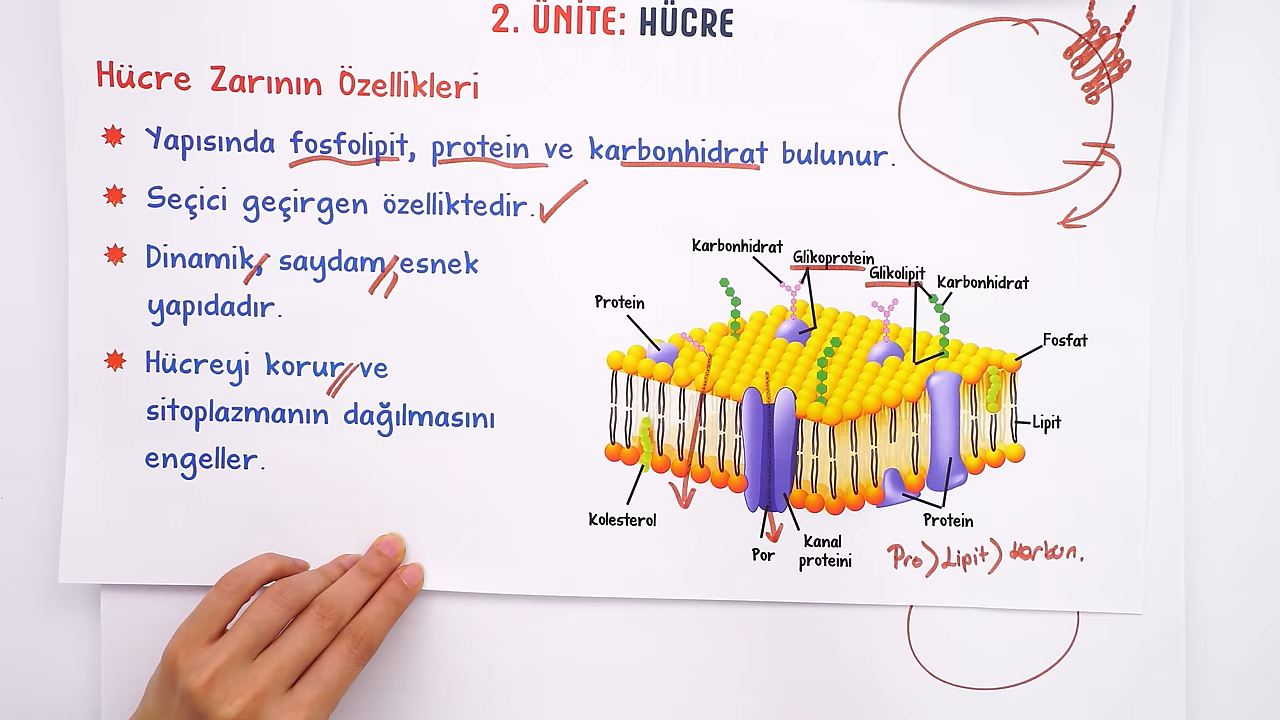 2. ÜNİTE: HÜCRE
Hücre Zarının Özellikleri
Yapısında fosfolipit, protein ve karbonhidrat bulunur.
Seçici geçirgen özelliktedir.
Dinamik, saydam, esnek
yapıdadır.
Hücreyi korur ve
sitoplazmanın dağılmasını
engeller.
Karbonhidrat
Glikoprotein
Glikolipit
Karbonhidrat
Protein
Fosfat
Lipit
Kolesterol
Por
Kanal
proteini
Protein
Pro) Lipit) Karbon.